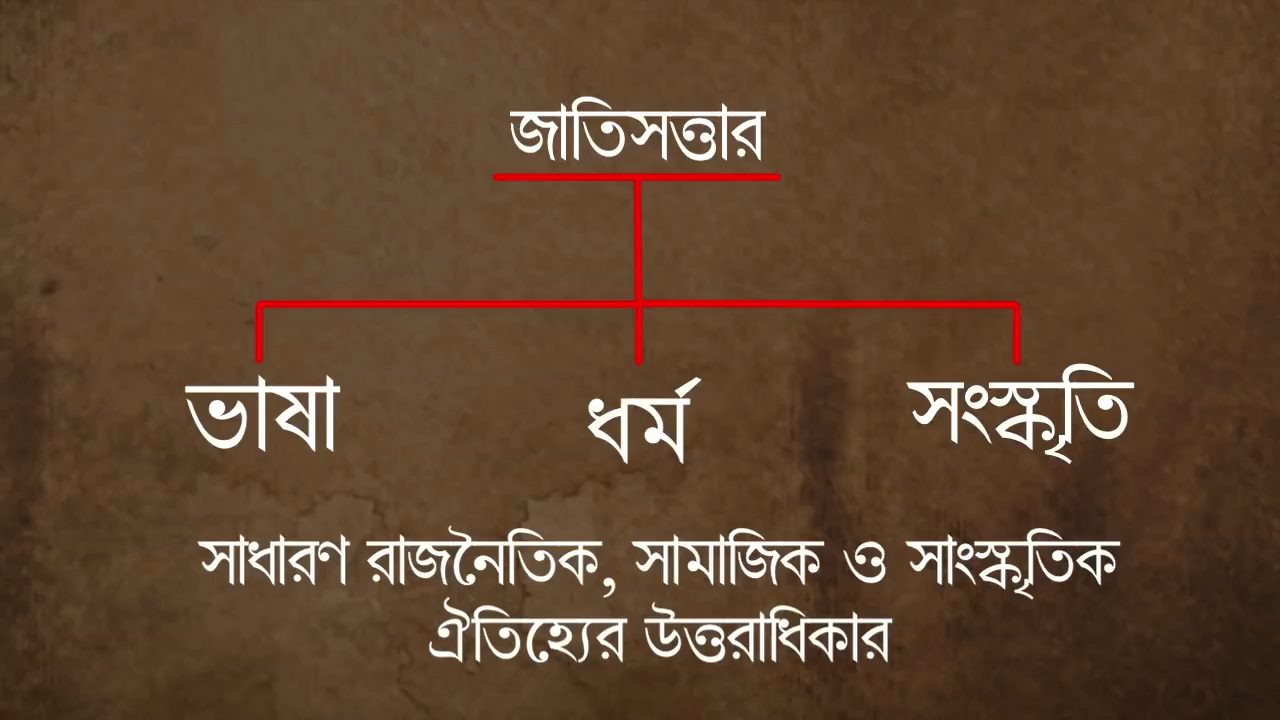 জাতিসত্তার
ভাষা ধর্ম সংস্কৃতি
সাধারণ রাজনৈতিক, সামাজিক ও সাংস্কৃতিক
ঐতিহ্যের উত্তরাধিকার